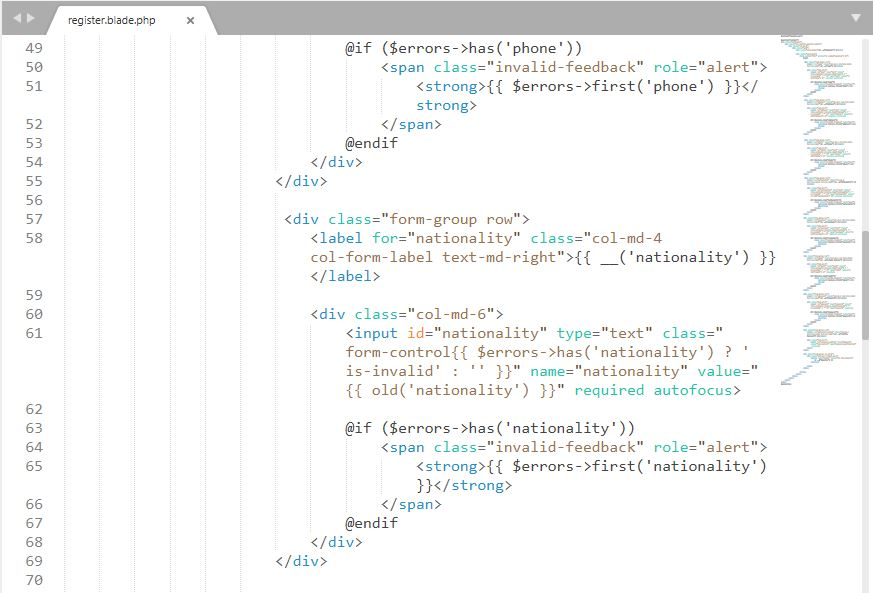 register.blade.php ×
49 @if ($errors->has('phone'))
50 <span class="invalid-feedback" role="alert">
51 <strong>{{ $errors->first('phone') }}</
strong>
52 </span>
53 @endif
54 </div>
55 </div>
56
57 <div class="form-group row">
58 <label for="nationality" class="col-md-4
col-form-label text-md-right">{{ __('nationality') }}
</label>
59
60 <div class="col-md-6">
61 <input id="nationality" type="text" class="
form-control{{ $errors->has('nationality') ? '
is-invalid' : '' }}" name="nationality" value="
{{ old('nationality') }}" required autofocus>
62
63 @if ($errors->has('nationality'))
64 <span class="invalid-feedback" role="alert">
65 <strong>{{ $errors->first('nationality')
}}</strong>
66 </span>
67 @endif
68 </div>
69 </div>
70